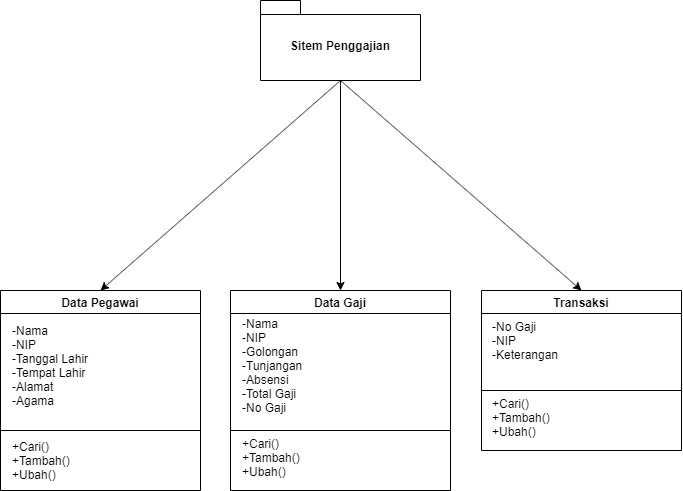 Sitem Penggajian
Data Pegawai
-Nama
-NIP
-Tanggal Lahir
-Tempat Lahir
-Alamat
-Agama
+Cari()
+Tambah()
+Ubah()
Data Gaji
-Nama
-NIP
-Golongan
-Tunjangan
-Absensi
-Total Gaji
-No Gaji
+Cari()
+Tambah()
+Ubah()
Transaksi
-No Gaji
-NIP
-Keterangan
+Cari()
+Tambah()
+Ubah()